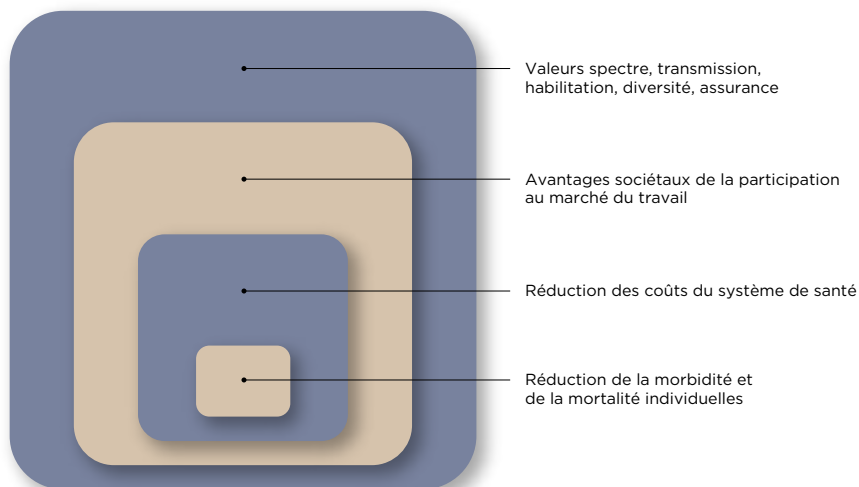 Valeurs spectre, transmission,
habilitation, diversité, assurance
Avantages sociétaux de la participation
au marché du travail
Réduction des coûts du système de santé
Réduction de la morbidité et
de la mortalité individuelles